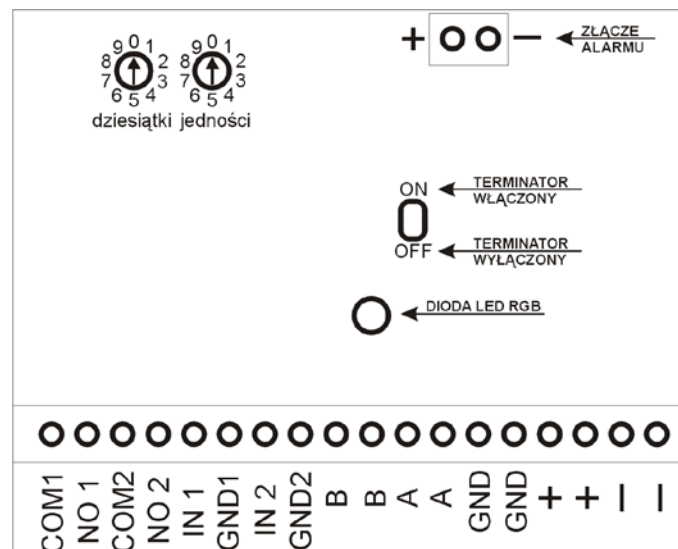 9 0 1
8 2
7 3
6 5 4
dziesiątki
9 0 1
8 2
7 3
6 5 4
jedności
+ −
ZŁĄCZE
ALARMU
ON
TERMINATOR
WŁĄCZONY
OFF
TERMINATOR
WYŁĄCZONY
DIODA LED RGB
COM1
NO 1
COM2
NO 2
IN 1
GND1
IN 2
GND2
B
B
A
A
GND
GND
+
+
−
−